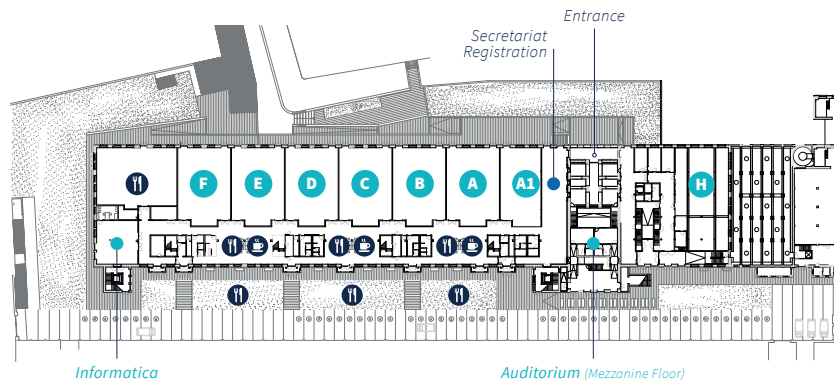 Entrance
Secretariat
Registration
F E D C B A A1 H
Informatica
Auditorium (Mezzanine Floor)